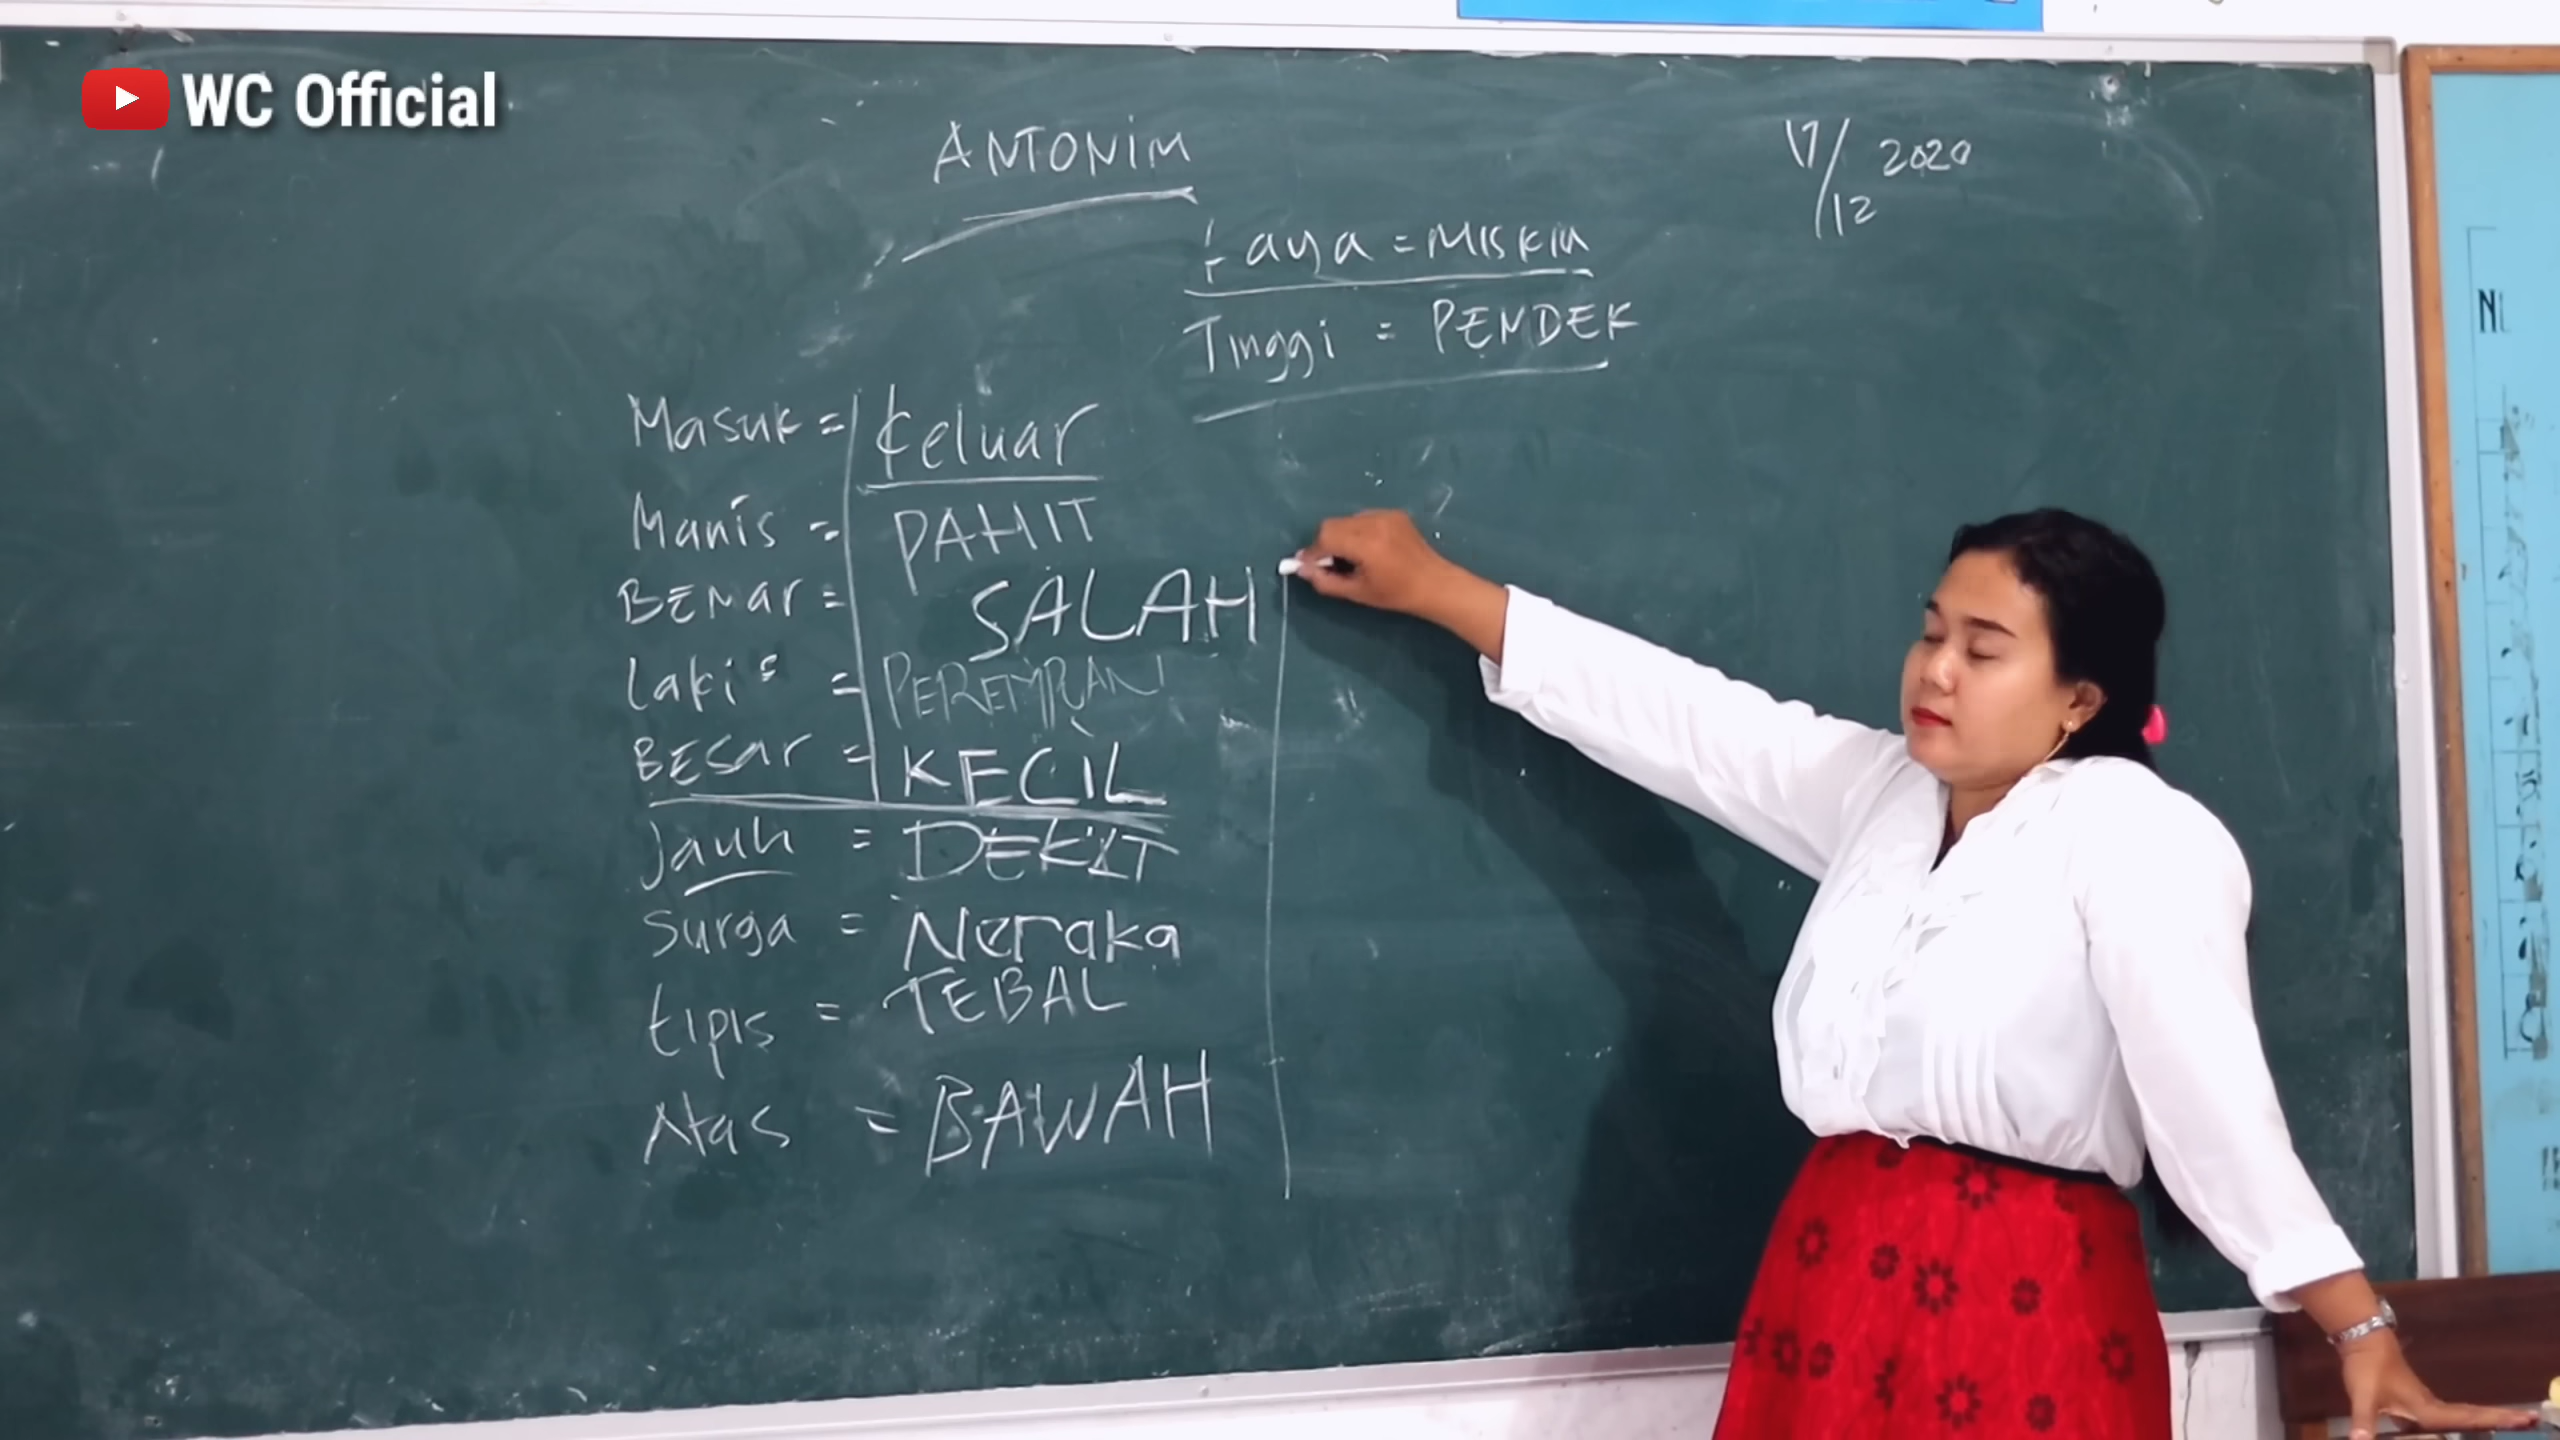 WC Official
ANTONIM
17/12 2020
Kaya = MISKIN
Tinggi = PENDEK
Masuk = Keluar
Manis = PAHIT
BENar = SALAH
Laki² = PEREMPUAN
BESar = KECIL
Jauh = DEKAT
Surga = Neraka
tipis = TEBAL
Atas = BAWAH